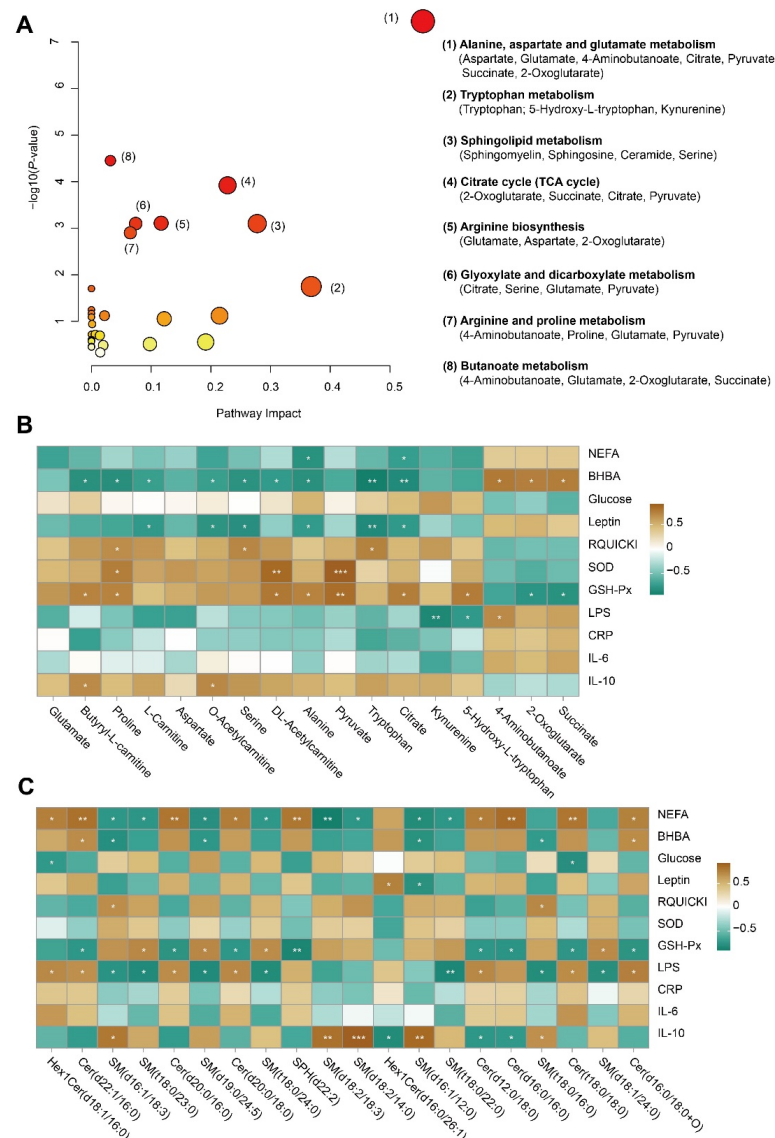 A
(1)
7
6
5
4
3
2
1
−log10(P-value)
(8)
(4)
(6)
(5)
(3)
(7)
(2)
0.0 0.1 0.2 0.3 0.4 0.5
Pathway Impact
(1) Alanine, aspartate and glutamate metabolism
(Aspartate, Glutamate, 4-Aminobutanoate, Citrate, Pyruvate
Succinate, 2-Oxoglutarate)
(2) Tryptophan metabolism
(Tryptophan; 5-Hydroxy-L-tryptophan, Kynurenine)
(3) Sphingolipid metabolism
(Sphingomyelin, Sphingosine, Ceramide, Serine)
(4) Citrate cycle (TCA cycle)
(2-Oxoglutarate, Succinate, Citrate, Pyruvate)
(5) Arginine biosynthesis
(Glutamate, Aspartate, 2-Oxoglutarate)
(6) Glyoxylate and dicarboxylate metabolism
(Citrate, Serine, Glutamate, Pyruvate)
(7) Arginine and proline metabolism
(4-Aminobutanoate, Proline, Glutamate, Pyruvate)
(8) Butanoate metabolism
(4-Aminobutanoate, Glutamate, 2-Oxoglutarate, Succinate)
B
* * NEFA
* * * * * * * ** ** * * * BHBA
Glucose
* * * * ** * Leptin
* * * RQUICKI
* ** *** SOD
* * * * ** * * * * GSH-Px
** * * LPS
CRP
IL-6
* * IL-10
0.5
0
−0.5
Glutamate
Butyryl-L-carnitine
Proline
L-Carnitine
Aspartate
O-Acetylcarnitine
Serine
DL-Acetylcarnitine
Alanine
Pyruvate
Tryptophan
Citrate
Kynurenine
5-Hydroxy-L-tryptophan
4-Aminobutanoate
2-Oxoglutarate
Succinate
C
* ** * * ** * * * ** ** * * * * ** ** * NEFA
* * * * * * BHBA
* * Glucose
* * Leptin
* * RQUICKI
SOD
* * * * * * ** * * * * * GSH-Px
* * * * * * * * ** * * * * * LPS
CRP
IL-6
* ** *** * ** * * * IL-10
0.5
0.0
−0.5
Hex1Cer(d18:1/16:0)
Cer(d22:1/16:0)
SM(d16:1/18:3)
SM(t18:0/23:0)
Cer(d20:0/16:0)
SM(d19:0/24:5)
Cer(d20:0/18:0)
SM(t18:0/24:0)
SPH(d22:2)
SM(d18:2/18:3)
SM(d18:2/14:0)
Hex1Cer(d16:0/26:1)
SM(d16:1/12:0)
SM(t18:0/22:0)
Cer(d12:0/18:0)
Cer(d16:0/16:0)
SM(t18:0/16:0)
Cer(t18:0/18:0)
SM(d18:1/24:0)
Cer(d16:0/18:0+O)